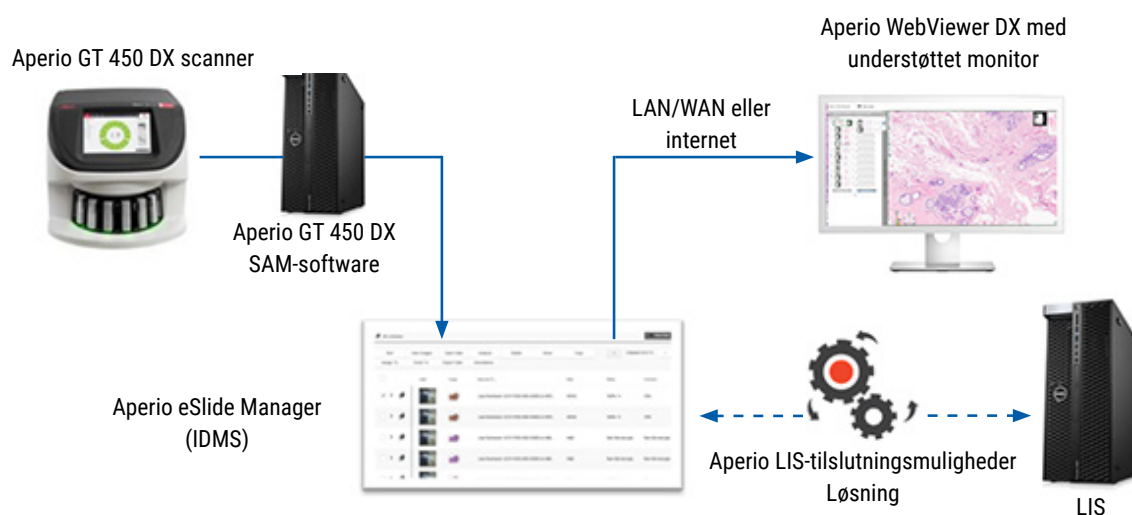 Aperio GT 450 DX scanner
Aperio GT 450 DX
SAM-software
LAN/WAN eller
internet
Aperio WebViewer DX med
understøttet monitor
Aperio eSlide Manager
(IDMS)
Aperio LIS-tilslutningsmuligheder
Løsning
LIS